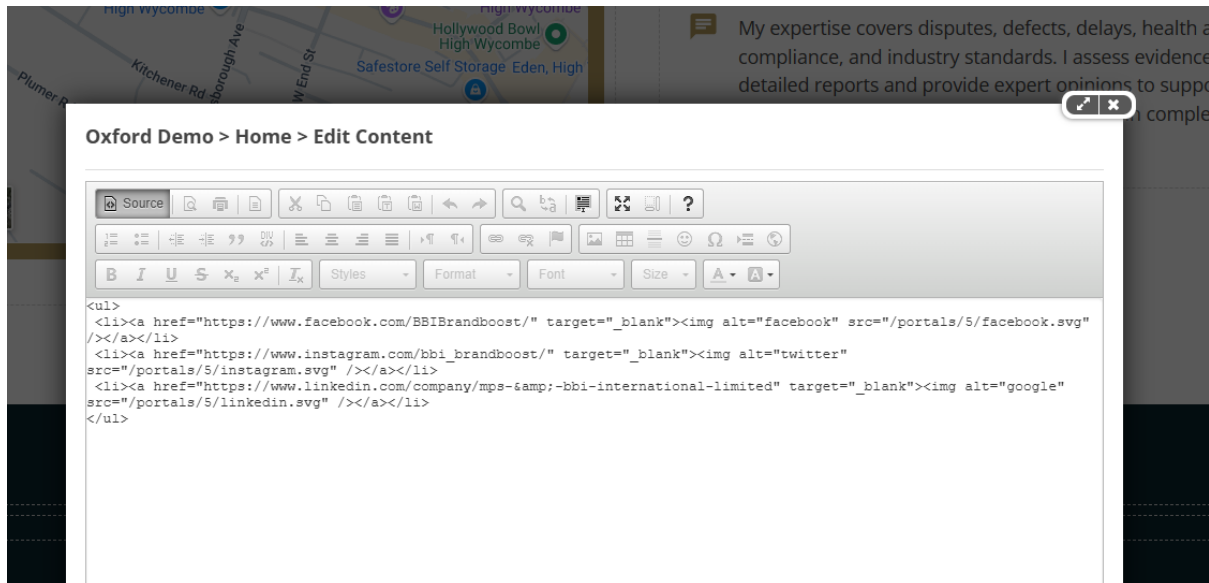 High Wycombe
High Wycombe
Hollywood Bowl
High Wycombe
Kitchener Rd
W End St
Safestore Self Storage
Eden, High
Plumer R
My expertise covers disputes, defects, delays, health a
compliance, and industry standards. I assess evidence
detailed reports and provide expert opinions to suppo
n comple
Oxford Demo > Home > Edit Content
Source
Styles
Format
Font
Size
<ul>
<li><a href="https://www.facebook.com/BBIBrandboost/" target="_blank"><img alt="facebook" src="/portals/5/facebook.svg"
/></a></li>
<li><a href="https://www.instagram.com/bbi_brandboost/" target="_blank"><img alt="twitter"
src="/portals/5/instagram.svg" /></a></li>
<li><a href="https://www.linkedin.com/company/mps-&amp;-bbi-international-limited" target="_blank"><img alt="google"
src="/portals/5/linkedin.svg" /></a></li>
</ul>